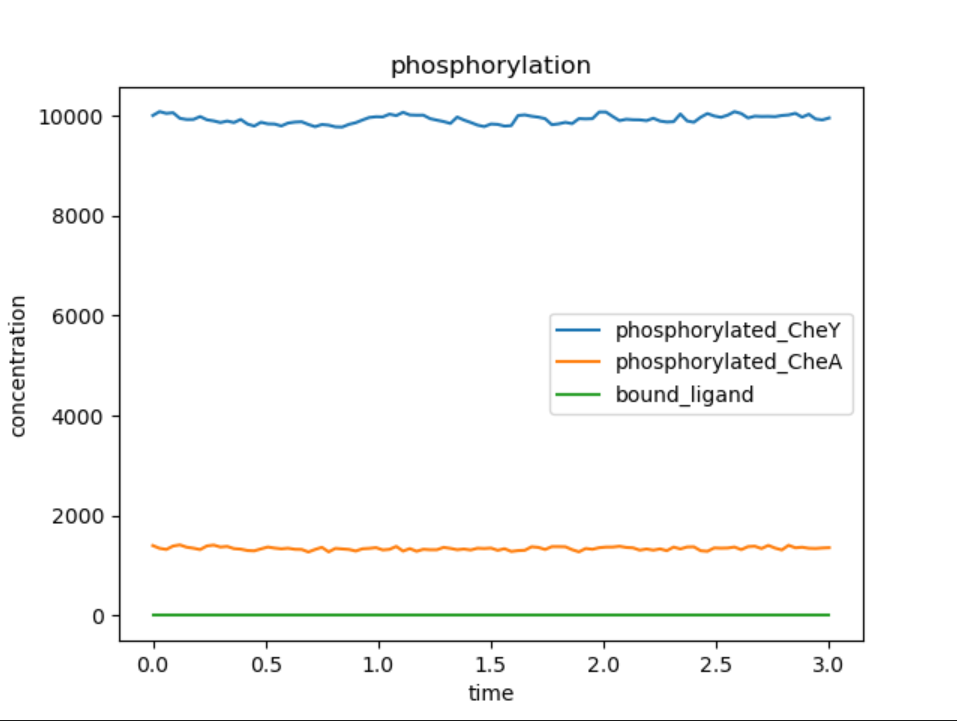 phosphorylation
concentration
10000
8000
6000
4000
2000
0
phosphorylated_CheY
phosphorylated_CheA
bound_ligand
0.0 0.5 1.0 1.5 2.0 2.5 3.0
time